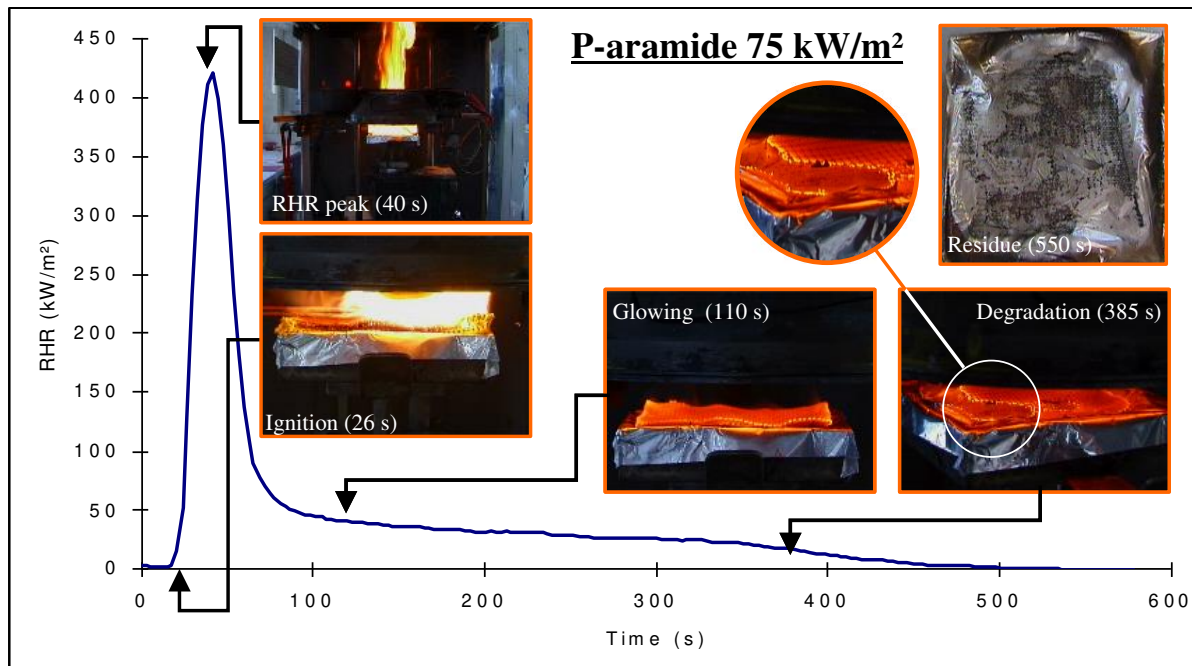 P-aramide 75 kW/m²
RHR (kW/m²)
450
400
350
300
250
200
150
100
50
0
RHR peak (40 s)
Ignition (26 s)
Glowing (110 s)
Degradation (385 s)
Residue (550 s)
0 100 200 300 400 500 600
Time (s)